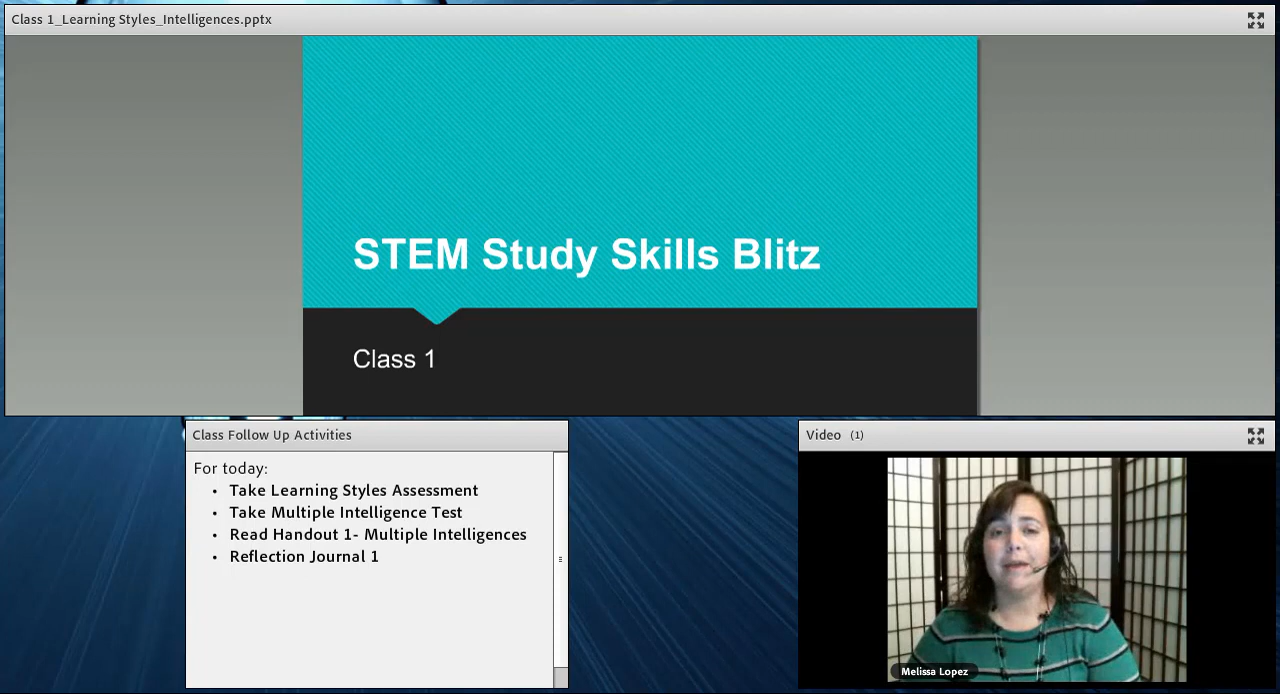 Class 1_Learning Styles_Intelligences.pptx
STEM Study Skills Blitz
Class 1
Class Follow Up Activities
For today:
• Take Learning Styles Assessment
• Take Multiple Intelligence Test
• Read Handout 1- Multiple Intelligences
• Reflection Journal 1
Video (1)
Melissa Lopez